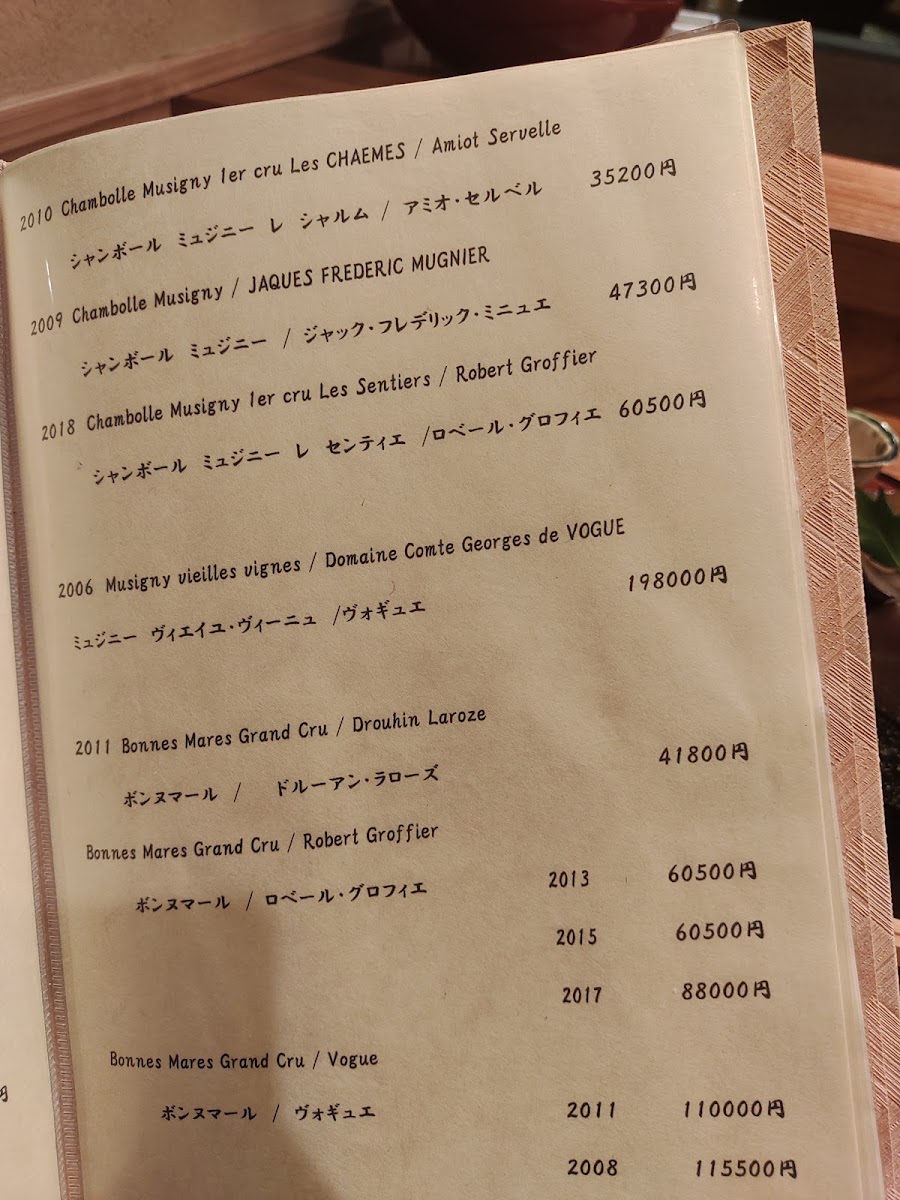 2010 Chambolle Musigny 1er cru Les CHAEMES / Amiot Servelle
シャンボール ミュジニー レ シャルム / アミオ・セルベル 35200円
2009 Chambolle Musigny / JAQUES FREDERIC MUGNIER
シャンボール ミュジニー / ジャック・フレデリック・ミニュエ 47300円
2018 Chambolle Musigny 1er cru Les Sentiers / Robert Groffier
シャンボール ミュジニー レ センティエ /ロベール・グロフィエ 60500円
2006 Musigny vieilles vignes / Domaine Comte Georges de VOGUE
ミュジニー ヴィエイユ・ヴィーニュ /ヴォギュエ 198000円
2011 Bonnes Mares Grand Cru / Drouhin Laroze
ボンヌマール / ドルーアン・ラローズ 41800円
Bonnes Mares Grand Cru / Robert Groffier
ボンヌマール / ロベール・グロフィエ 2013 60500円
2015 60500円
2017 88000円
Bonnes Mares Grand Cru / Vogue
ボンヌマール / ヴォギュエ 2011 110000円
2008 115500円
円